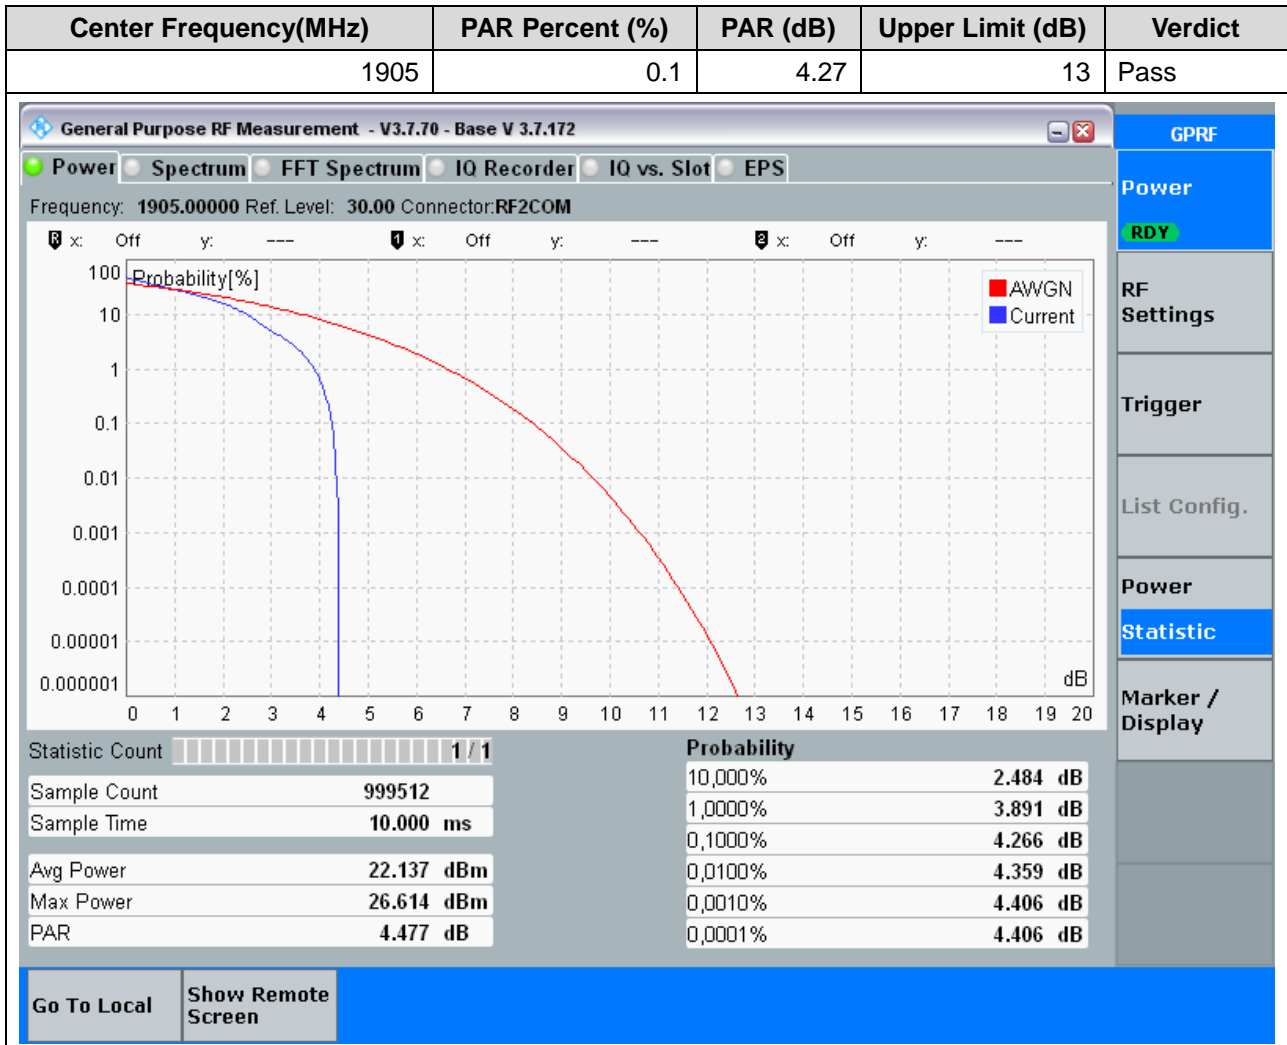 Center Frequency(MHz) PAR Percent (%) PAR (dB) Upper Limit (dB) Verdict
1905 0.1 4.27 13 Pass
General Purpose RF Measurement - V3.7.70 - Base V 3.7.172
GPRF
Power Spectrum FFT Spectrum IQ Recorder IQ vs. Slot EPS
Power
RDY
Frequency: 1905.00000 Ref. Level: 30.00 Connector:RF2COM
R x: Off y: --- 1 x: Off y: --- 2 x: Off y: ---
Probability[%]
AWGN
Current
100
10
1
0.1
0.01
0.001
0.0001
0.00001
0.000001
dB
0 1 2 3 4 5 6 7 8 9 10 11 12 13 14 15 16 17 18 19 20
RF
Settings
Trigger
List Config.
Power
Statistic
Marker /
Display
Statistic Count 1 / 1
Sample Count 999512
Sample Time 10.000 ms
Avg Power 22.137 dBm
Max Power 26.614 dBm
PAR 4.477 dB
Probability
10,000% 2.484 dB
1,0000% 3.891 dB
0,1000% 4.266 dB
0,0100% 4.359 dB
0,0010% 4.406 dB
0,0001% 4.406 dB
Go To Local
Show Remote
Screen